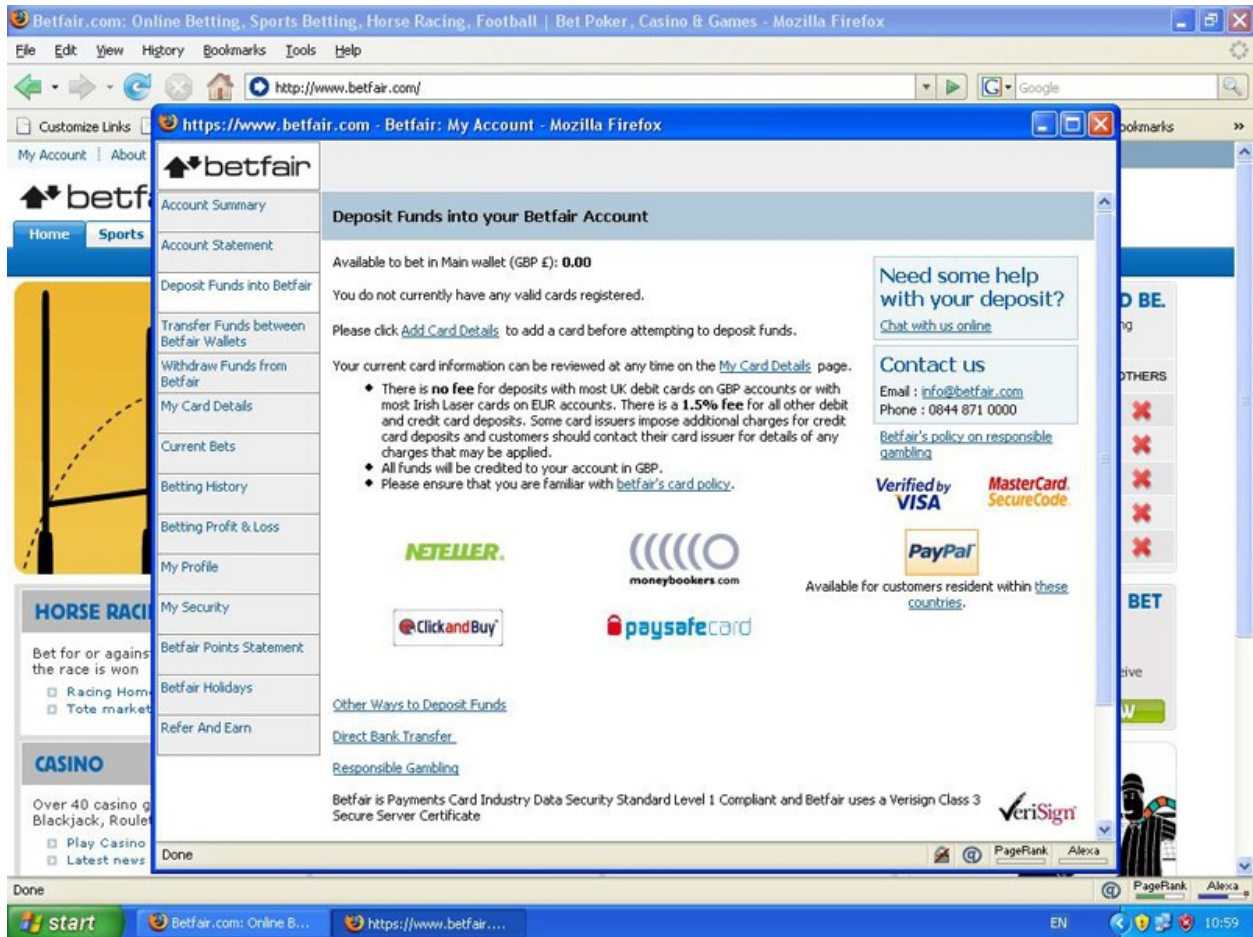 Betfair.com: Online Betting, Sports Betting, Horse Racing, Football | Bet Poker, Casino & Games - Mozilla Firefox
File Edit View History Bookmarks Tools Help
http://www.betfair.com/
Google
Customize Links
ookmarks
»
My Account | About
betfa
Home Sports
https://www.betfair.com - Betfair: My Account - Mozilla Firefox
betfair
Account Summary
Account Statement
Deposit Funds into Betfair
Transfer Funds between
Betfair Wallets
Withdraw Funds from
Betfair
My Card Details
Current Bets
Betting History
Betting Profit & Loss
My Profile
My Security
Betfair Points Statement
Betfair Holidays
Refer And Earn
Deposit Funds into your Betfair Account
Available to bet in Main wallet (GBP £): 0.00
You do not currently have any valid cards registered.
Please click Add Card Details to add a card before attempting to deposit funds.
Your current card information can be reviewed at any time on the My Card Details page.
There is no fee for deposits with most UK debit cards on GBP accounts or with
most Irish Laser cards on EUR accounts. There is a 1.5% fee for all other debit
and credit card deposits. Some card issuers impose addtional charges for credit
card deposits and customers should contact their card issuer for details of any
charges that may be applied.
All funds will be credited to your account in GBP.
Please ensure that you are familiar with betfair's card policy.
Need some help
with your deposit?
Chat with us online
Contact us
Email : info@betfair.com
Phone : 0844 871 0000
Betfair's policy on responsible
gambling
Verified by
VISA
MasterCard.
SecureCode.
NETELLER.
moneybookers.com
PayPal
Available for customers resident within these
countries.
ClickandBuy
paysafecard
Other Ways to Deposit Funds
Direct Bank Transfer
Responsible Gambling
Betfair is Payments Card Industry Data Security Standard Level 1 Compliant and Betfair uses a Verisign Class 3
Secure Server Certificate
VeriSign
Done
PageRank Alexa
D BE.
ng
OTHERS
BET
eive
W
HORSE RACI
Bet for or agains
the race is won
Racing Hom
Tote market
CASINO
Over 40 casino g
Blackjack, Roulet
Play Casino
Latest news
Done
PageRank Alexa
start
Betfair.com: Online B...
https://www.betfair....
EN
10:59